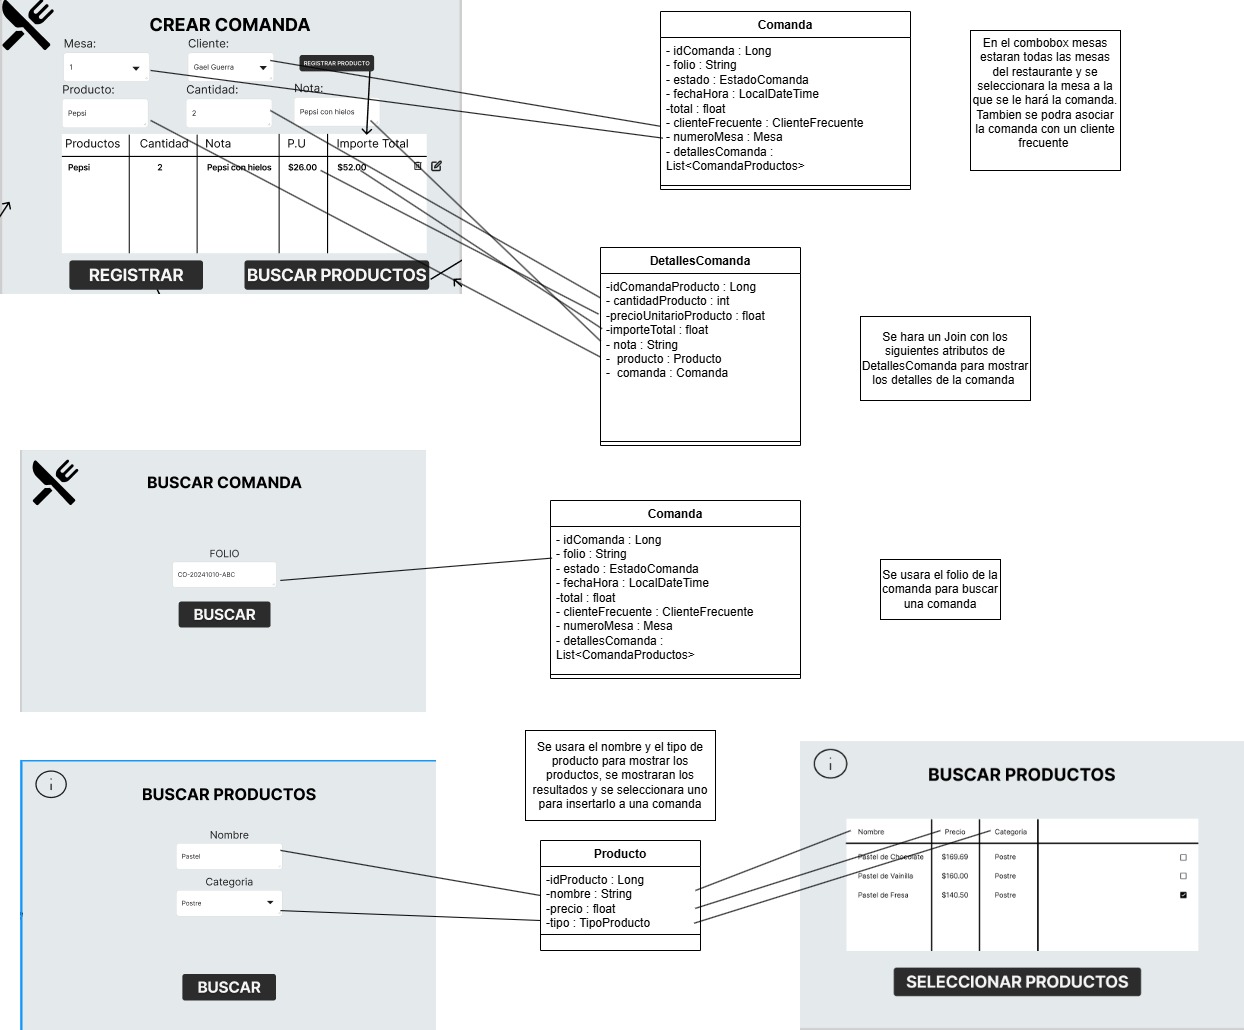 CREAR COMANDA
Mesa:
Cliente:
1
Gael Guerra
REGISTRAR PRODUCTO
Producto:
Cantidad:
Nota:
Pepsi
2
Pepsi con hielos
Productos
Cantidad
Nota
P.U
Importe Total
Pepsi
2
Pepsi con hielos
$26.00
$52.00
REGISTRAR
BUSCAR PRODUCTOS
Comanda
- idComanda : Long
- folio : String
- estado : EstadoComanda
- fechaHora : LocalDateTime
-total : float
- clienteFrecuente : ClienteFrecuente
- numeroMesa : Mesa
- detallesComanda :
List<ComandaProductos>
En el combobox mesas
estaran todas las mesas
del restaurante y se
seleccionara la mesa a la
que se le hará la comanda.
Tambien se podra asociar
la comanda con un cliente
frecuente
DetallesComanda
-idComandaProducto : Long
- cantidadProducto : int
-precioUnitarioProducto : float
-importeTotal : float
- nota : String
- producto : Producto
- comanda : Comanda
Se hara un Join con los
siguientes atributos de
DetallesComanda para mostrar
los detalles de la comanda
BUSCAR COMANDA
FOLIO
CD-20241010-ABC
BUSCAR
Comanda
- idComanda : Long
- folio : String
- estado : EstadoComanda
- fechaHora : LocalDateTime
-total : float
- clienteFrecuente : ClienteFrecuente
- numeroMesa : Mesa
- detallesComanda :
List<ComandaProductos>
Se usara el folio de la
comanda para buscar
una comanda
Se usara el nombre y el tipo de
producto para mostrar los
productos, se mostraran los
resultados y se seleccionara uno
para insertarlo a una comanda
i
BUSCAR PRODUCTOS
Nombre
Pastel
Categoria
Postre
BUSCAR
Producto
-idProducto : Long
-nombre : String
-precio : float
-tipo : TipoProducto
i
BUSCAR PRODUCTOS
Nombre
Precio
Categoria
Pastel de Chocolate
$169.69
Postre
Pastel de Vainilla
$160.00
Postre
Pastel de Fresa
$140.50
Postre
SELECCIONAR PRODUCTOS